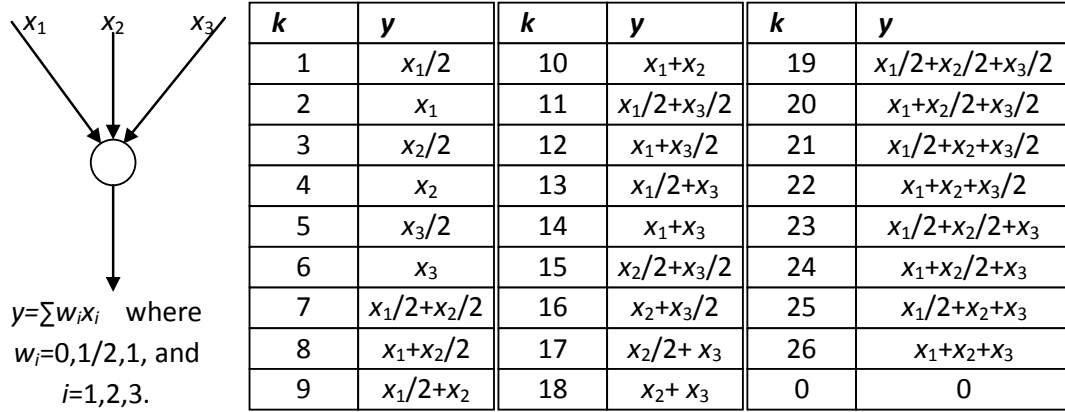 x₁ x₂ x₃
y=∑wᵢxᵢ where
wᵢ=0,1/2,1, and
i=1,2,3.
k y k y k y
1 x₁/2 10 x₁+x₂ 19 x₁/2+x₂/2+x₃/2
2 x₁ 11 x₁/2+x₃/2 20 x₁+x₂/2+x₃/2
3 x₂/2 12 x₁+x₃/2 21 x₁/2+x₂+x₃/2
4 x₂ 13 x₁/2+x₃ 22 x₁+x₂+x₃/2
5 x₃/2 14 x₁+x₃ 23 x₁/2+x₂/2+x₃
6 x₃ 15 x₂/2+x₃/2 24 x₁+x₂/2+x₃
7 x₁/2+x₂/2 16 x₂+x₃/2 25 x₁/2+x₂+x₃
8 x₁+x₂/2 17 x₂/2+ x₃ 26 x₁+x₂+x₃
9 x₁/2+x₂ 18 x₂+ x₃ 0 0